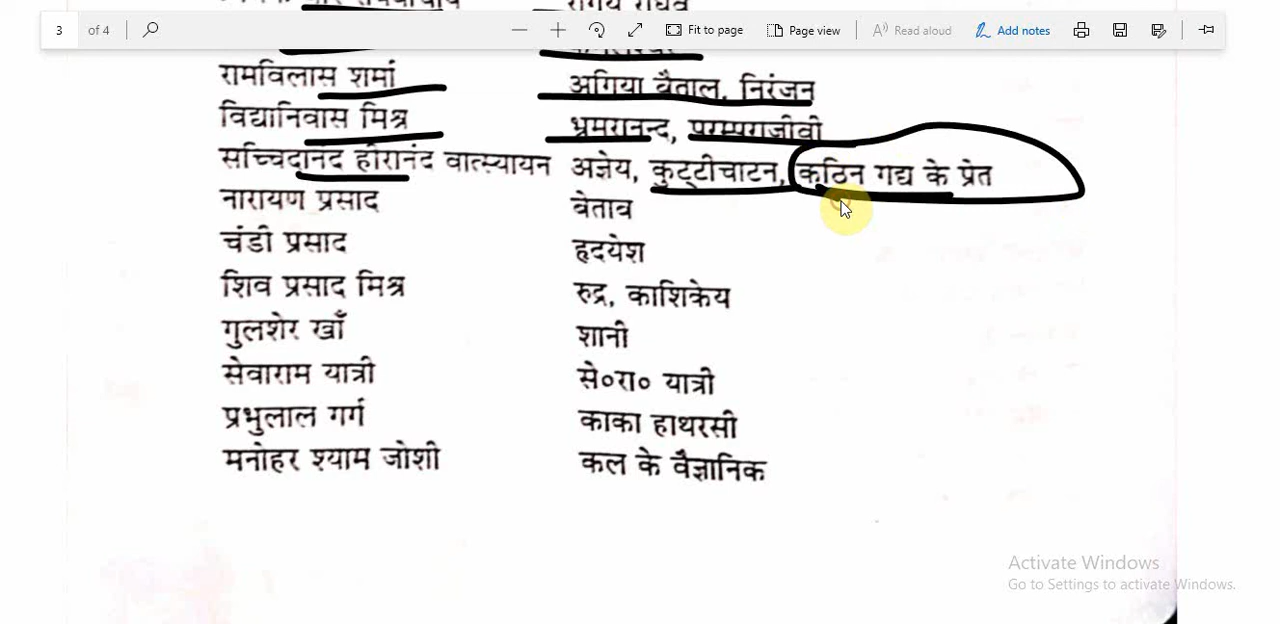 रांगेय राघव
3 of 4 Fit to page Page view Read aloud Add notes
रामविलास शर्मा अगिया बैताल, निरंजन
विद्यानिवास मिश्र भ्रमरानन्द, परम्पराजीवी
सच्चिदानंद हीरानंद वात्स्यायन अज्ञेय, कुट्टीचाटन, कठिन गद्य के प्रेत
नारायण प्रसाद बेताब
चंडी प्रसाद हृदयेश
शिव प्रसाद मिश्र रुद्र, काशिकेय
गुलशेर खाँ शानी
सेवाराम यात्री से०रा० यात्री
प्रभुलाल गर्ग काका हाथरसी
मनोहर श्याम जोशी कल के वैज्ञानिक
Activate Windows
Go to Settings to activate Windows.